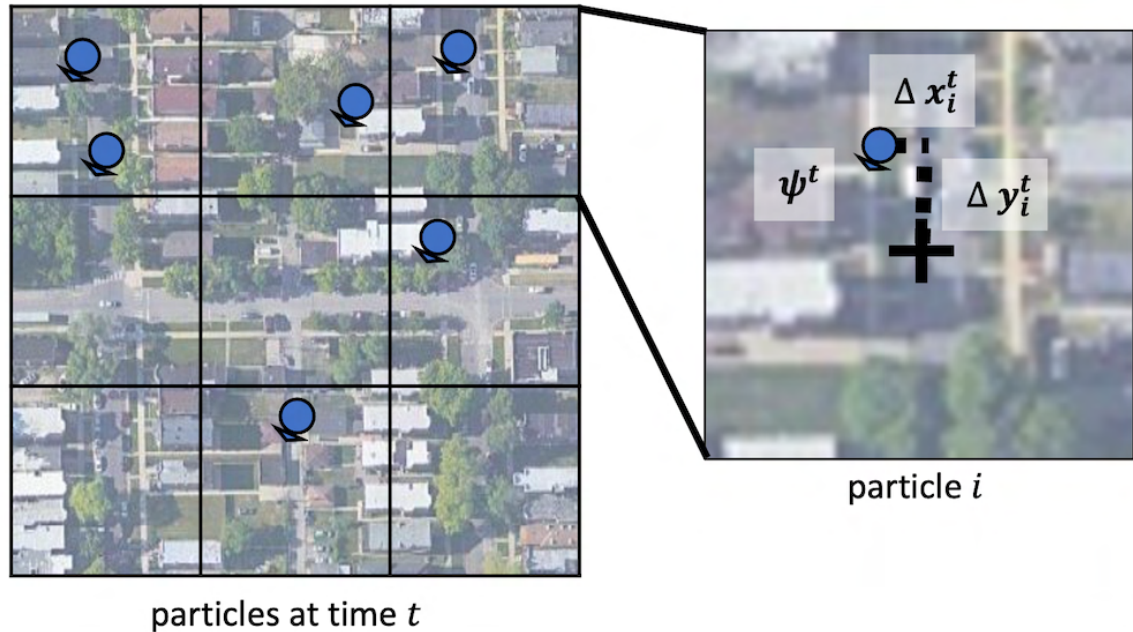 Δ x_i^t
ψ^t
Δ y_i^t
particle i
particles at time t